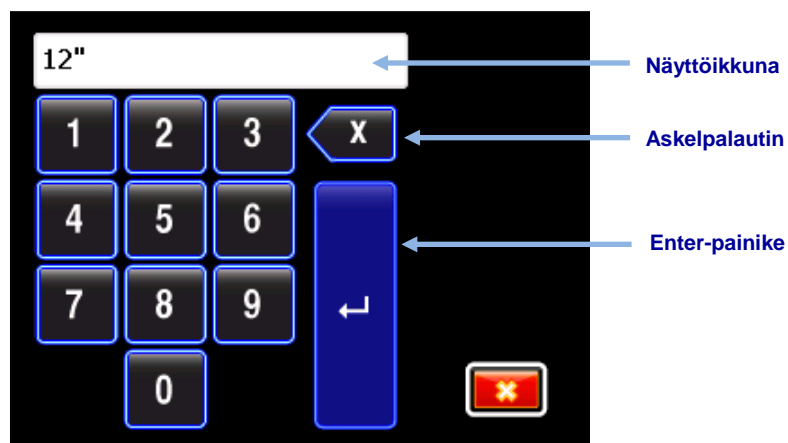 12"
Näyttöikkuna
1 2 3 X
Askelpalautin
4 5 6
Enter-painike
7 8 9 ↵
0